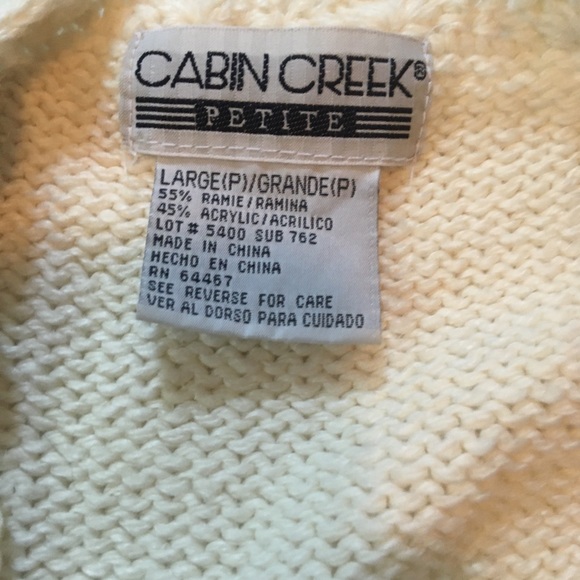 CABIN CREEK®
PETITE
LARGE(P)/GRANDE(P)
55% RAMIE/RAMINA
45% ACRYLIC/ACRILICO
LOT # 5400 SUB 762
MADE IN CHINA
HECHO EN CHINA
RN 64467
SEE REVERSE FOR CARE
VER AL DORSO PARA CUIDADO